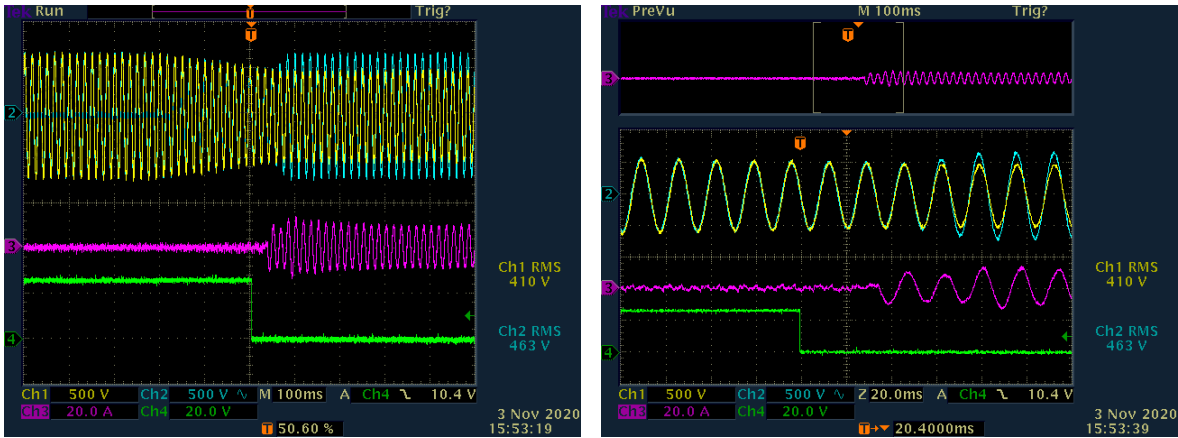 Tek Run Trig?
T
T
2
3
4
Ch1 RMS
410 V
Ch2 RMS
463 V
Ch1 500 V Ch2 500 V ∿ M 100ms A Ch4 ↘ 10.4 V
Ch3 20.0 A Ch4 20.0 V
T 50.60 %
3 Nov 2020
15:53:19
Tek PreVu M 100ms Trig?
T
3
T
2
3
4
Ch1 RMS
410 V
Ch2 RMS
463 V
Ch1 500 V Ch2 500 V ∿ Z 20.0ms A Ch4 ↘ 10.4 V
Ch3 20.0 A Ch4 20.0 V
T→▼ 20.4000ms
3 Nov 2020
15:53:39